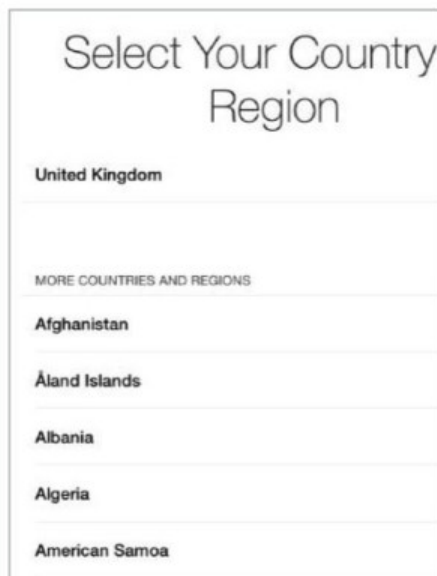 Select Your Country
Region
United Kingdom
MORE COUNTRIES AND REGIONS
Afghanistan
Åland Islands
Albania
Algeria
American Samoa